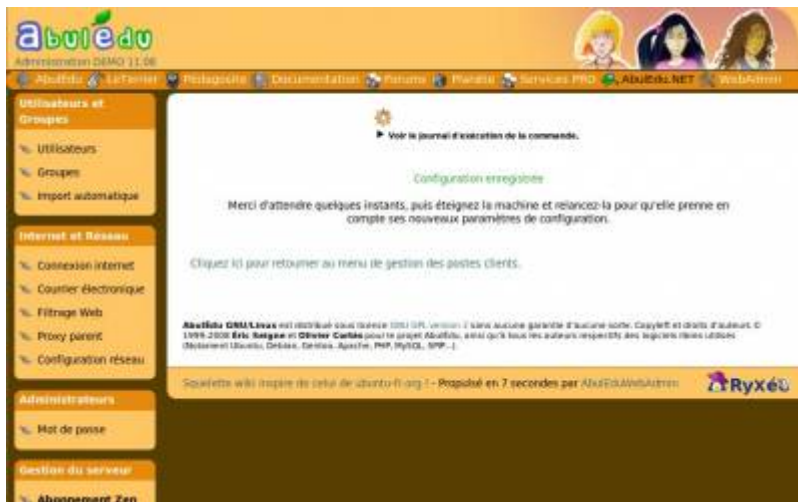 abulédu
Administration DEMO 11.08
AbulÉdu LeTerrier Pédagosite Documentation Forums Planète Services PRO AbulEdu.NET WebAdmin
Utilisateurs et
Groupes
Utilisateurs
Groupes
Import automatique
Internet et Réseau
Connexion internet
Courrier électronique
Filtrage Web
Proxy parent
Configuration réseau
Administrateurs
Mot de passe
Gestion du serveur
Abonnement Zen
Voir le journal d'exécution de la commande.
Configuration enregistrée
Merci d'attendre quelques instants, puis éteignez la machine et relancez-la pour qu'elle prenne en
compte ses nouveaux paramètres de configuration.
Cliquez ici pour retourner au menu de gestion des postes clients.
AbulÉdu GNU/Linux est distribué sous licence GNU GPL version 2 sans aucune garantie d'aucune sorte. Copyleft et droits d'auteurs ©
1999-2008 Éric Seigne et Olivier Cortès pour le projet AbulÉdu, ainsi qu'à tous les auteurs respectifs des logiciels libres utilisés
(Notament Ubuntu, Debian, Gentoo, Apache, PHP, MySQL, SPIP...).
Squelette wiki inspiré de celui de ubuntu-fr.org ! - Propulsé en 7 secondes par AbulEduWebAdmin
Ryxéo